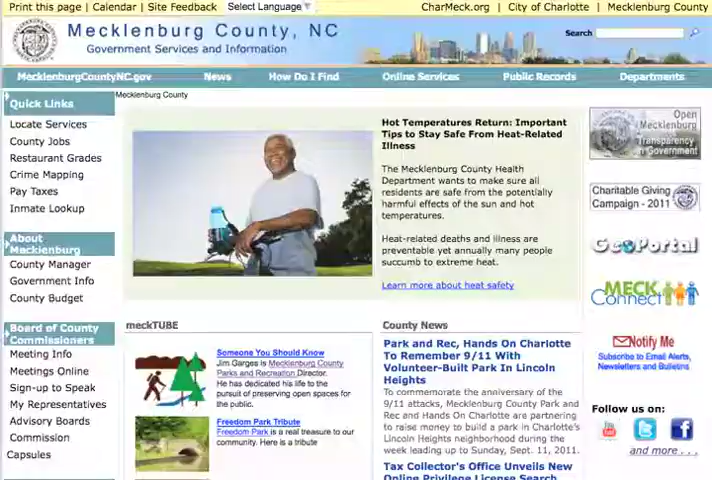 Print this page | Calendar | Site Feedback
Select Language
CharMeck.org | City of Charlotte | Mecklenburg County
Mecklenburg County, NC
Government Services and Information
Search
MecklenburgCountyNC.gov
News
How Do I Find
Online Services
Public Records
Departments
Mecklenburg County
Quick Links
Locate Services
County Jobs
Restaurant Grades
Crime Mapping
Pay Taxes
Inmate Lookup
About
Mecklenburg
County Manager
Government Info
County Budget
Board of County
Commissioners
Meeting Info
Meetings Online
Sign-up to Speak
My Representatives
Advisory Boards
Commission
Capsules
Hot Temperatures Return: Important
Tips to Stay Safe From Heat-Related
Illness
The Mecklenburg County Health
Department wants to make sure all
residents are safe from the potentially
harmful effects of the sun and hot
temperatures.
Heat-related deaths and illness are
preventable yet annually many people
succumb to extreme heat.
Learn more about heat safety
meckTUBE
Someone You Should Know
Jim Garges is Mecklenburg County
Parks and Recreation Director.
He has dedicated his life to the
pursuit of preserving open spaces for
the public.
Freedom Park Tribute
Freedom Park is a real treasure to our
community. Here is a tribute
County News
Park and Rec, Hands On Charlotte
To Remember 9/11 With
Volunteer-Built Park In Lincoln
Heights
To commemorate the anniversary of the
9/11 attacks, Mecklenburg County Park and
Rec and Hands On Charlotte are partnering
to raise money to build a park in Charlotte's
Lincoln Heights neighborhood during the
week leading up to Sunday, Sept. 11, 2011.
Tax Collector's Office Unveils New
Online Privilege License Search
Open
Mecklenburg
Transparency
in Government
Charitable Giving
Campaign - 2011
GeoPortal
MECK
Connect
Notify Me
Subscribe to Email Alerts,
Newsletters and Bulletins
Follow us on:
and more . . .